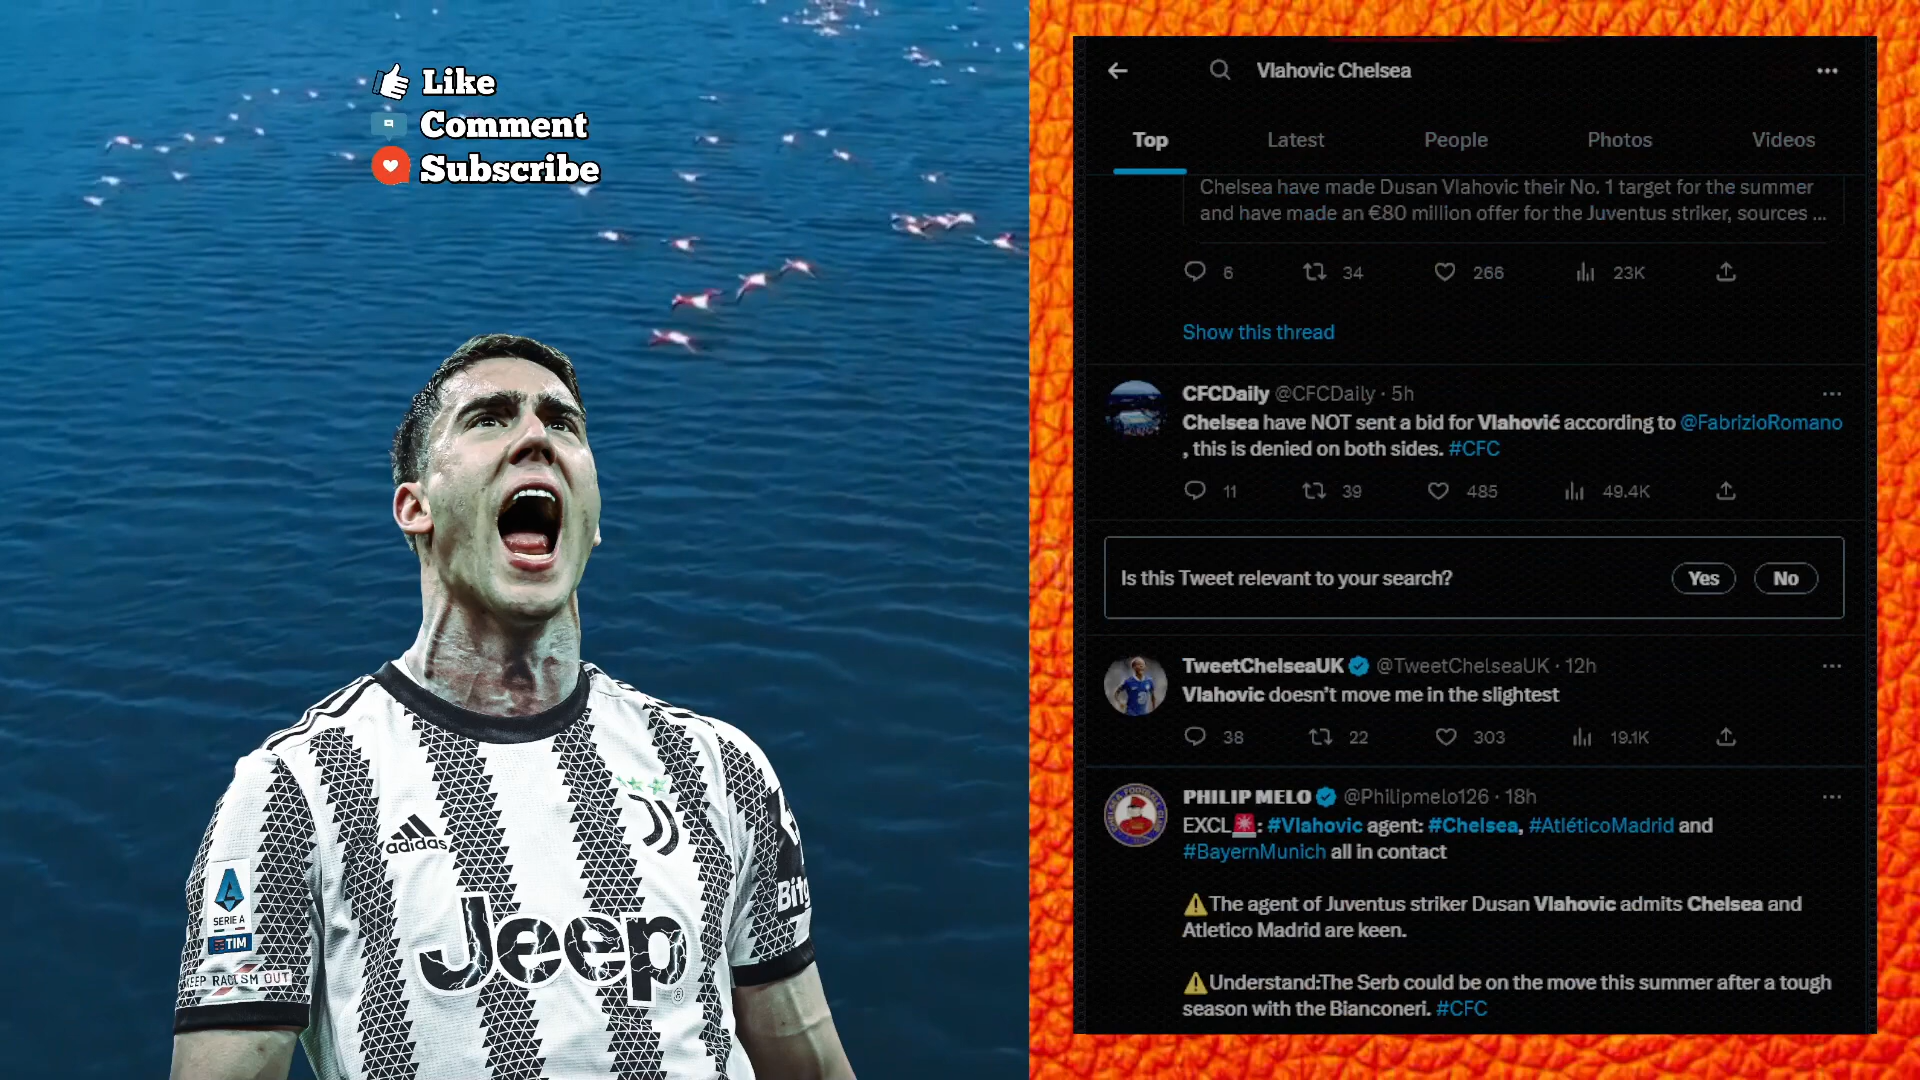 Like
Comment
Subscribe
adidas
SERIE A
TIM
KEEP RACISM OUT
Jeep
®
Vlahovic Chelsea
Top Latest People Photos Videos
Chelsea have made Dusan Vlahovic their No. 1 target for the summer
and have made an €80 million offer for the Juventus striker, sources ...
6 34 266 23K
Show this thread
CFCDaily @CFCDaily · 5h
Chelsea have NOT sent a bid for Vlahović according to @FabrizioRomano
, this is denied on both sides. #CFC
11 39 485 49.4K
Is this Tweet relevant to your search? Yes No
TweetChelseaUK @TweetChelseaUK · 12h
Vlahovic doesn't move me in the slightest
38 22 303 19.1K
PHILIP MELO @Philipmelo126 · 18h
EXCL🚨: #Vlahovic agent: #Chelsea, #AtléticoMadrid and
#BayernMunich all in contact
⚠️The agent of Juventus striker Dusan Vlahovic admits Chelsea and
Atletico Madrid are keen.
⚠️Understand:The Serb could be on the move this summer after a tough
season with the Bianconeri. #CFC